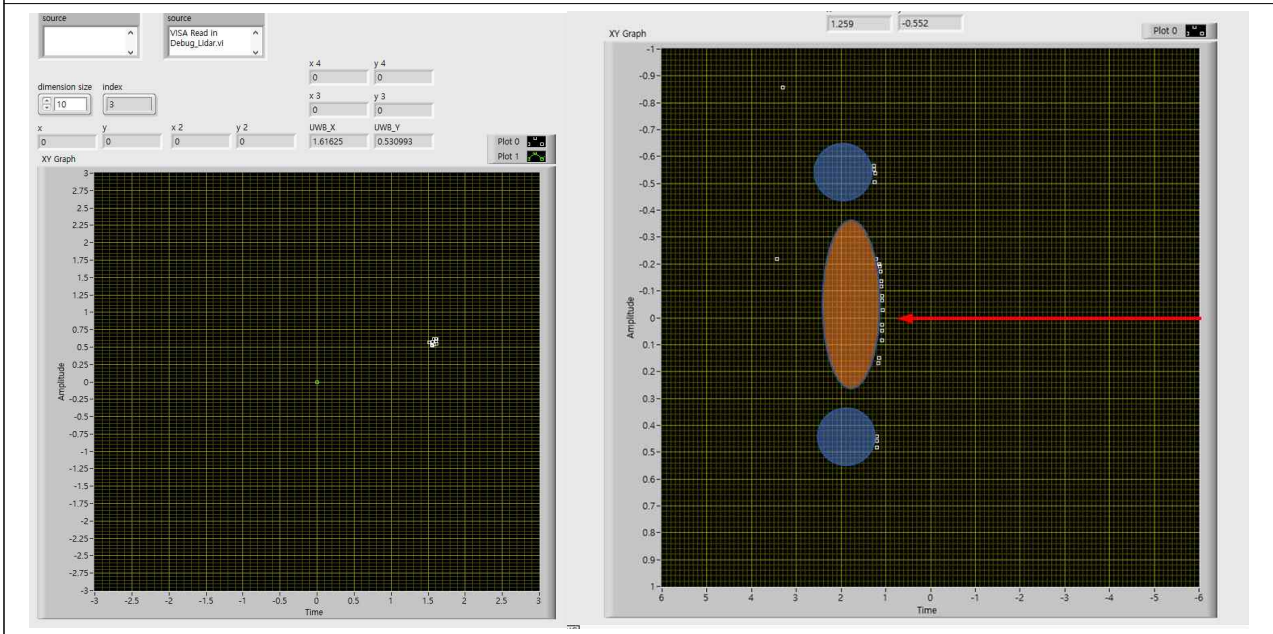 source
source
VISA Read in
Debug_Lidar.vi
x 4
y 4
0
0
dimension size
index
10
3
x 3
y 3
0
0
x
y
x 2
y 2
UWB_X
UWB_Y
0
0
0
0
1.61625
0.530993
Plot 0
Plot 1
XY Graph
3
2.75
2.5
2.25
2
1.75
1.5
1.25
1
0.75
0.5
0.25
0
-0.25
-0.5
-0.75
-1
-1.25
-1.5
-1.75
-2
-2.25
-2.5
-2.75
-3
Amplitude
-3 -2.5 -2 -1.5 -1 -0.5 0 0.5 1 1.5 2 2.5 3
Time
1.259
-0.552
XY Graph
Plot 0
-1
-0.9
-0.8
-0.7
-0.6
-0.5
-0.4
-0.3
-0.2
-0.1
0
0.1
0.2
0.3
0.4
0.5
0.6
0.7
0.8
0.9
1
Amplitude
6 5 4 3 2 1 0 -1 -2 -3 -4 -5 -6
Time